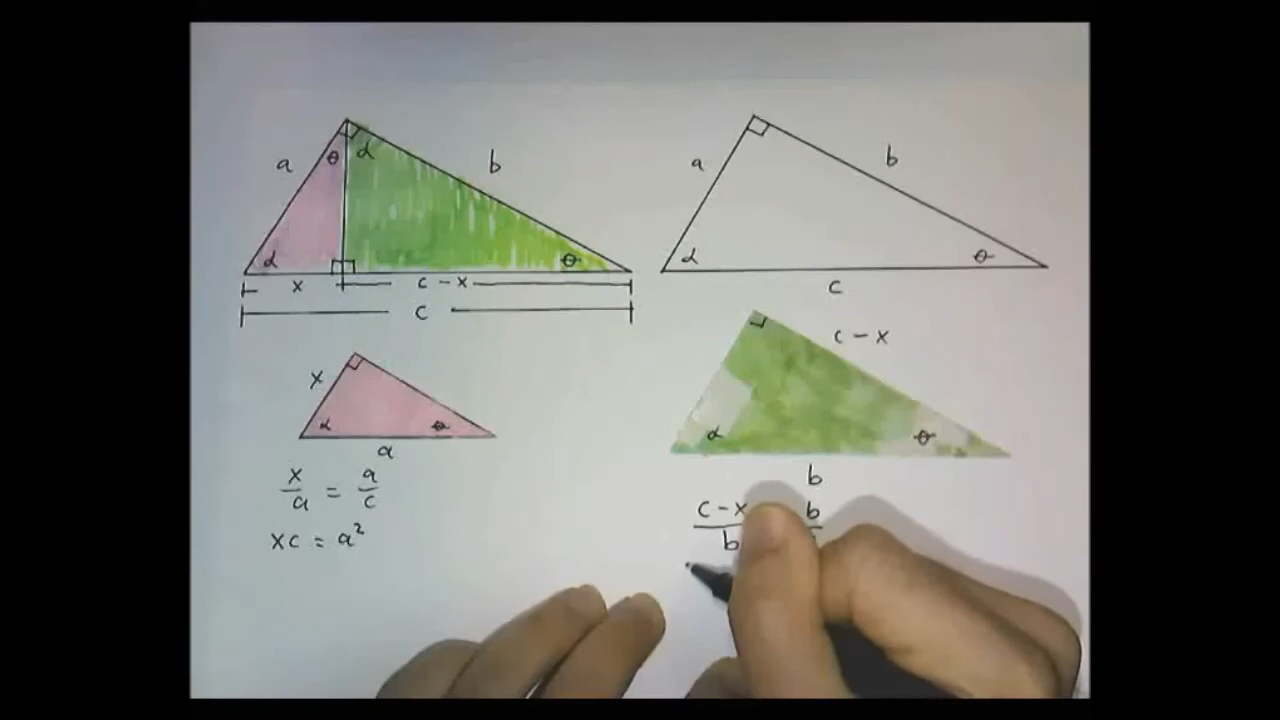 a θ α b
α θ
x c - x
c
a b
α θ
c
x
α θ
a
x/a = a/c
xc = a²
c - x
α θ
b
c - x b
b